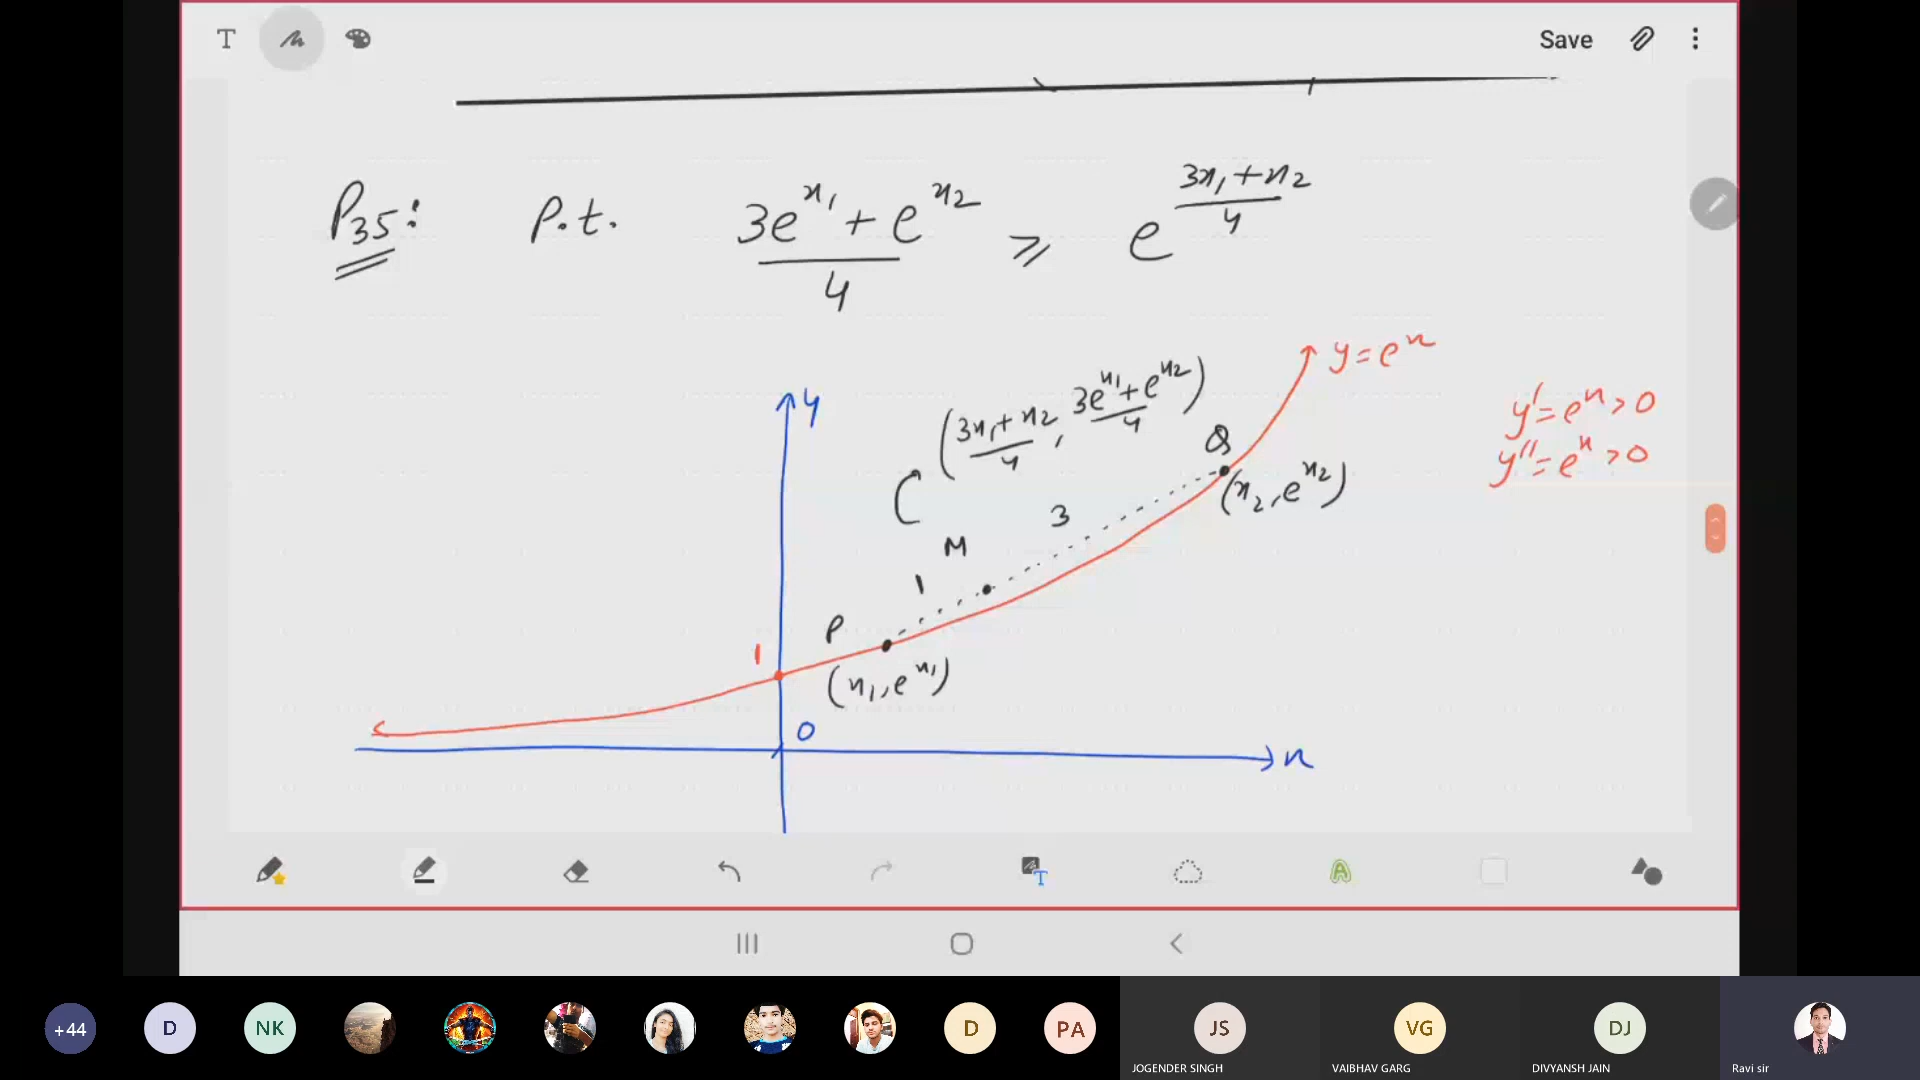 T Save
P35: P.t. (3e^x1 + e^x2)/4 ⩾ e^((3x1+x2)/4)
y = e^x
((3x1+x2)/4, (3e^x1+e^x2)/4)
y
y' = e^x > 0
Q
y'' = e^x > 0
(x2, e^x2)
3
M
1
P
1
(x1, e^x1)
0
x
T A
+44 D NK D PA JS VG DJ
JOGENDER SINGH VAIBHAV GARG DIVYANSH JAIN Ravi sir